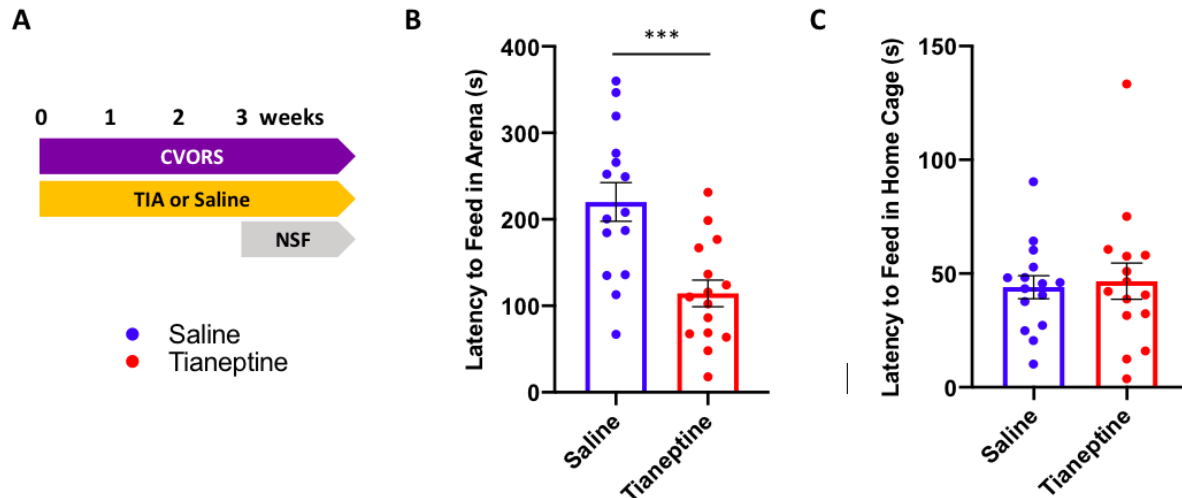 A
0 1 2 3 weeks
CVORS
TIA or Saline
NSF
Saline
Tianeptine
B
Latency to Feed in Arena (s)
400
300
200
100
0
***
Saline
Tianeptine
C
Latency to Feed in Home Cage (s)
150
100
50
0
Saline
Tianeptine